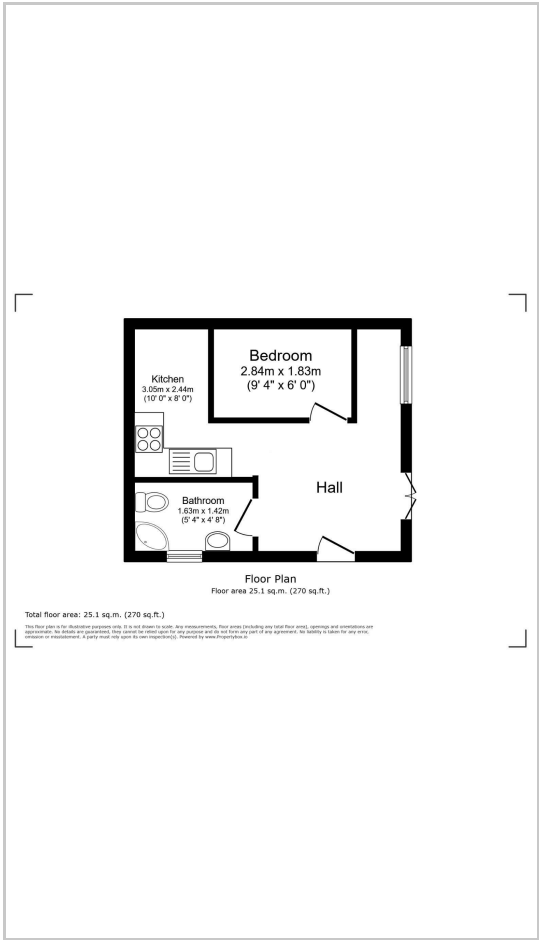 Bedroom
2.84m x 1.83m
(9' 4" x 6' 0")
Kitchen
3.05m x 2.44m
(10' 0" x 8' 0")
Hall
Bathroom
1.63m x 1.42m
(5' 4" x 4' 8")
Floor Plan
Floor area 25.1 sq.m. (270 sq.ft.)
Total floor area: 25.1 sq.m. (270 sq.ft.)
This floor plan is for illustrative purposes only. It is not drawn to scale. Any measurements, floor areas (including any total floor area), openings and orientations are
approximate. No details are guaranteed, they cannot be relied upon for any purpose and do not form any part of any agreement. No liability is taken for any error,
omission or misstatement. A party must rely upon its own inspection(s). Powered by www.Propertybox.io